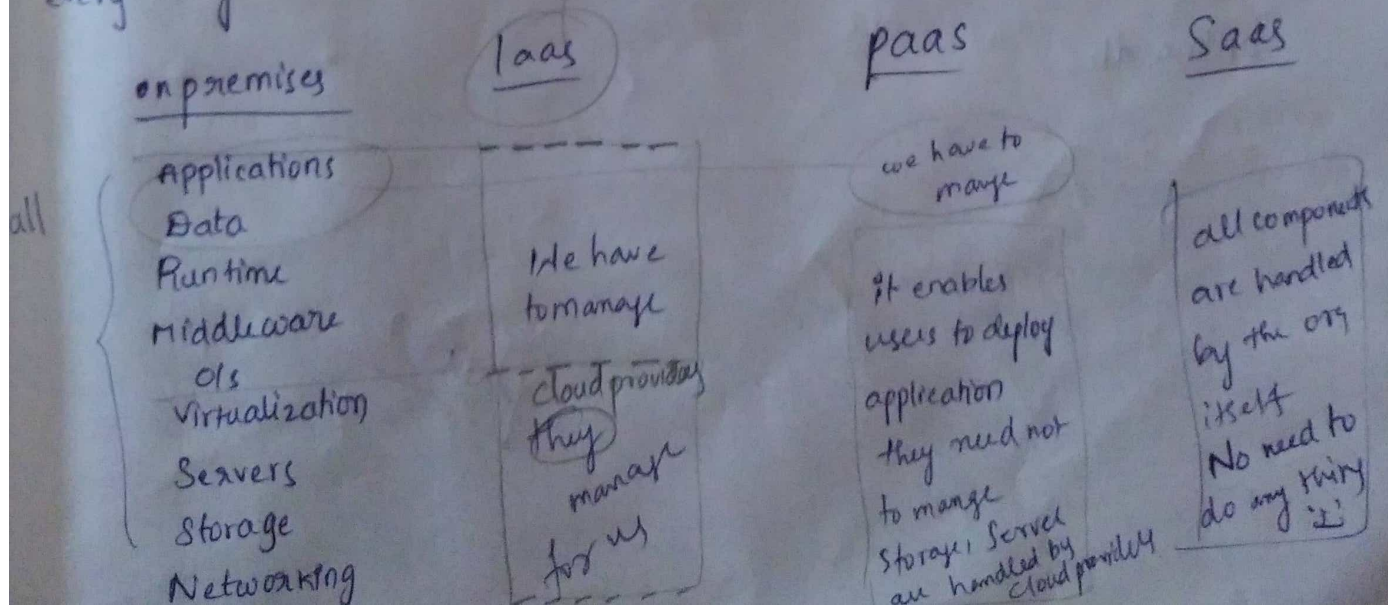 every
on premises
Iaas
paas
Saas
all
Applications
Data
Runtime
Middleware
O/s
Virtualization
Servers
Storage
Networking
We have
to manage
cloud providers
they
manage
for us
we have to
mange
it enables
users to deploy
application
they need not
to mange
Storage, Server
are handled by
cloud providers
all components
are handled
by the org
itself
No need to
do any thing